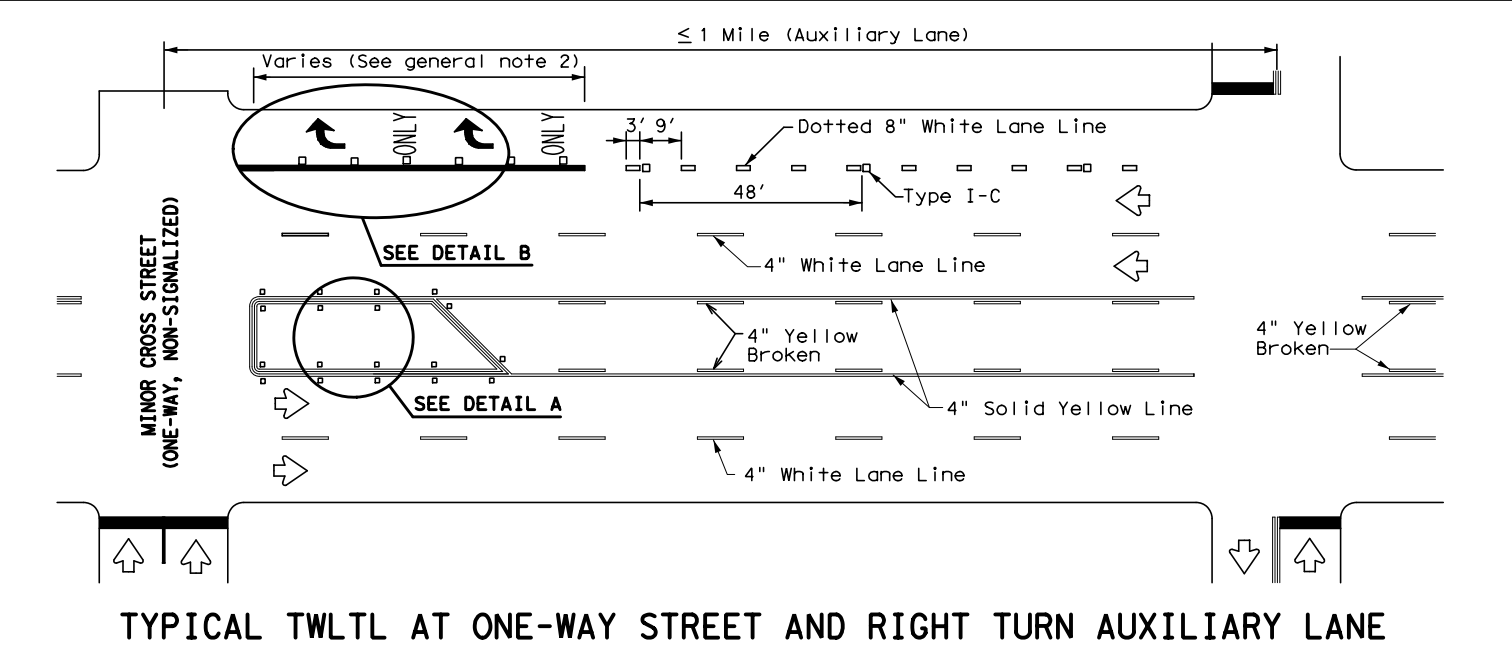 ≤ 1 Mile (Auxiliary Lane)
Varies (See general note 2)
ONLY
ONLY
3' 9'
Dotted 8" White Lane Line
48'
Type I-C
SEE DETAIL B
4" White Lane Line
MINOR CROSS STREET
(ONE-WAY, NON-SIGNALIZED)
4" Yellow
Broken
4" Yellow
Broken
SEE DETAIL A
4" Solid Yellow Line
4" White Lane Line
TYPICAL TWLTL AT ONE-WAY STREET AND RIGHT TURN AUXILIARY LANE